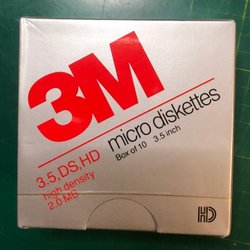 3M
micro diskettes
Box of 10 3.5 inch
3.5,DS,HD
high density
2.0 MB
HD